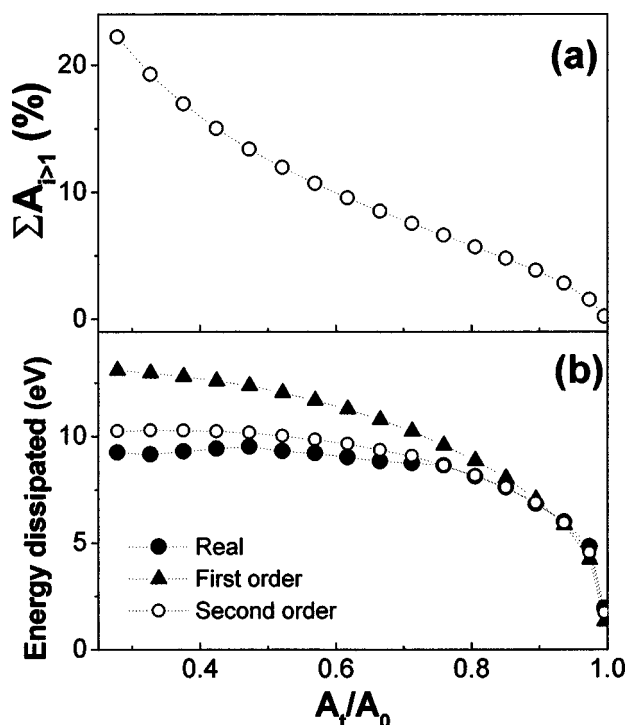 (a)
ΣA_{i>1} (%)
20
10
0
(b)
Energy dissipated (eV)
10
5
0
Real
First order
Second order
0.4 0.6 0.8 1.0
A_t/A_0